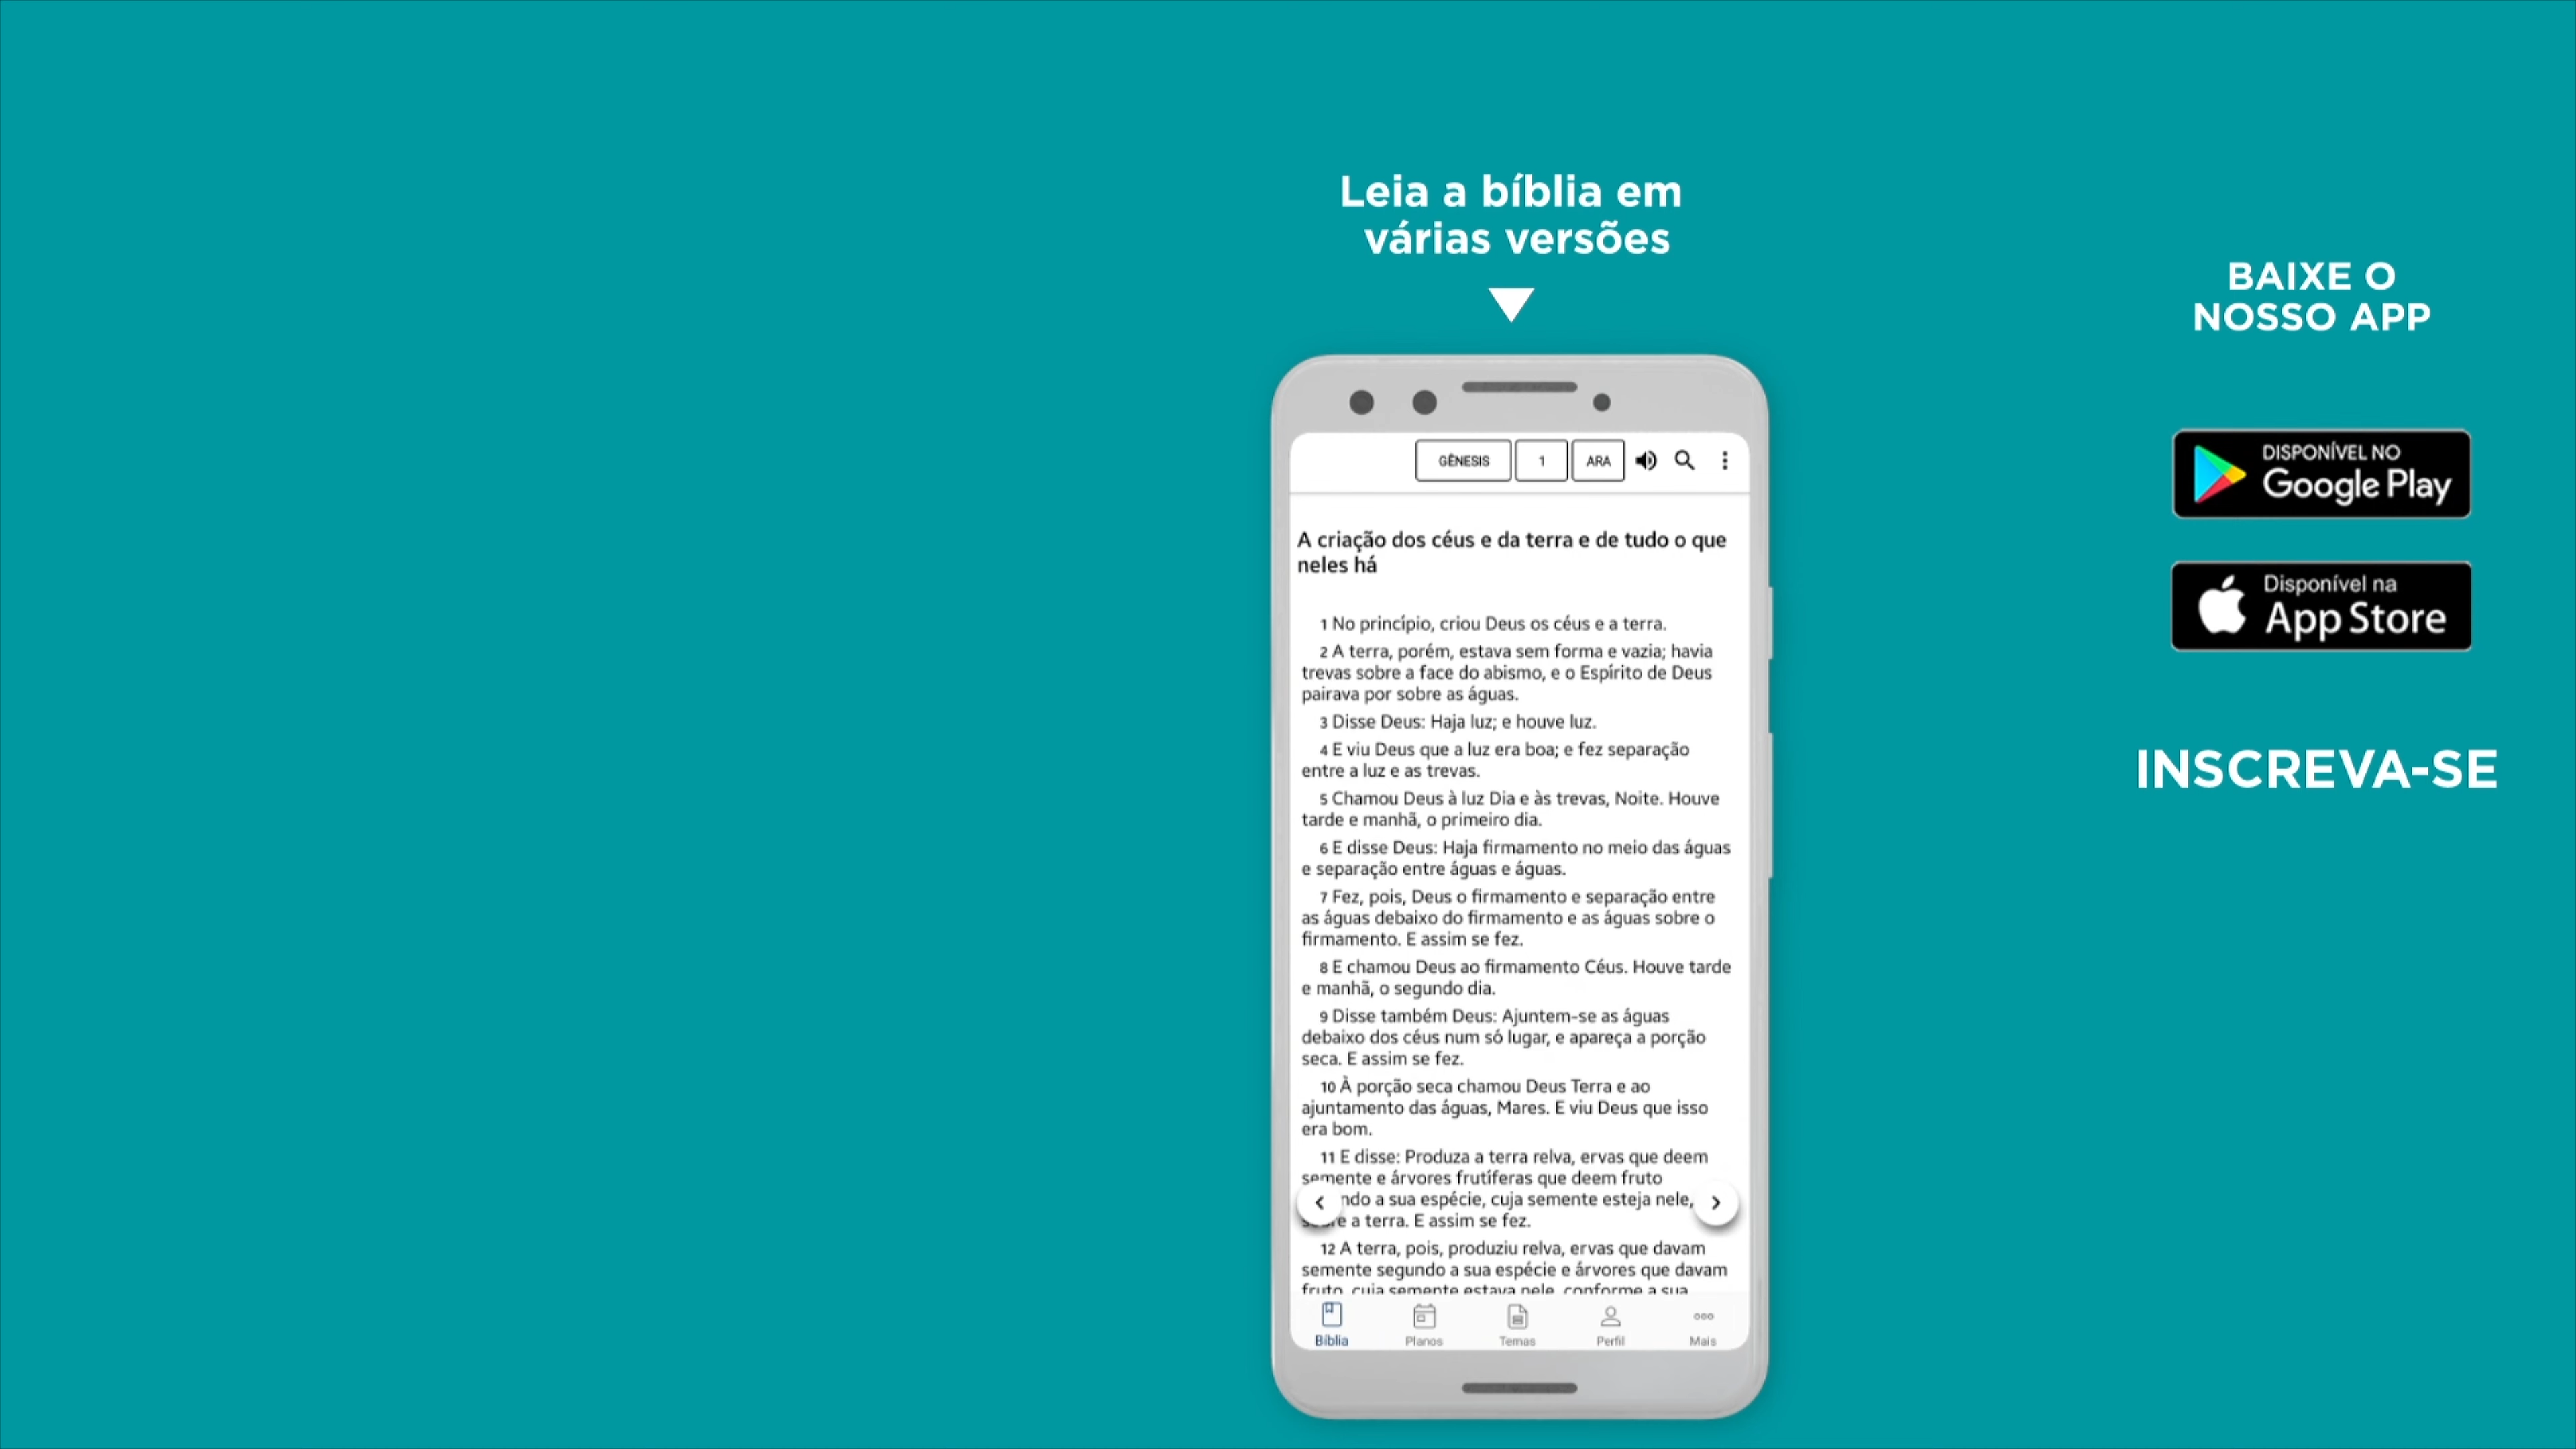 Leia a bíblia em
várias versões
GÊNESIS 1 ARA
A criação dos céus e da terra e de tudo o que
neles há
1 No princípio, criou Deus os céus e a terra.
2 A terra, porém, estava sem forma e vazia; havia
trevas sobre a face do abismo, e o Espírito de Deus
pairava por sobre as águas.
3 Disse Deus: Haja luz; e houve luz.
4 E viu Deus que a luz era boa; e fez separação
entre a luz e as trevas.
5 Chamou Deus à luz Dia e às trevas, Noite. Houve
tarde e manhã, o primeiro dia.
6 E disse Deus: Haja firmamento no meio das águas
e separação entre águas e águas.
7 Fez, pois, Deus o firmamento e separação entre
as águas debaixo do firmamento e as águas sobre o
firmamento. E assim se fez.
8 E chamou Deus ao firmamento Céus. Houve tarde
e manhã, o segundo dia.
9 Disse também Deus: Ajuntem-se as águas
debaixo dos céus num só lugar, e apareça a porção
seca. E assim se fez.
10 À porção seca chamou Deus Terra e ao
ajuntamento das águas, Mares. E viu Deus que isso
era bom.
11 E disse: Produza a terra relva, ervas que deem
semente e árvores frutíferas que deem fruto
a sua espécie, cuja semente esteja nele,
a terra. E assim se fez.
12 A terra, pois, produziu relva, ervas que davam
semente segundo a sua espécie e árvores que davam
fruto, cuja semente estava nele, conforme a sua
Bíblia Planos Temas Perfil Mais
BAIXE O
NOSSO APP
DISPONÍVEL NO
Google Play
Disponível na
App Store
INSCREVA-SE